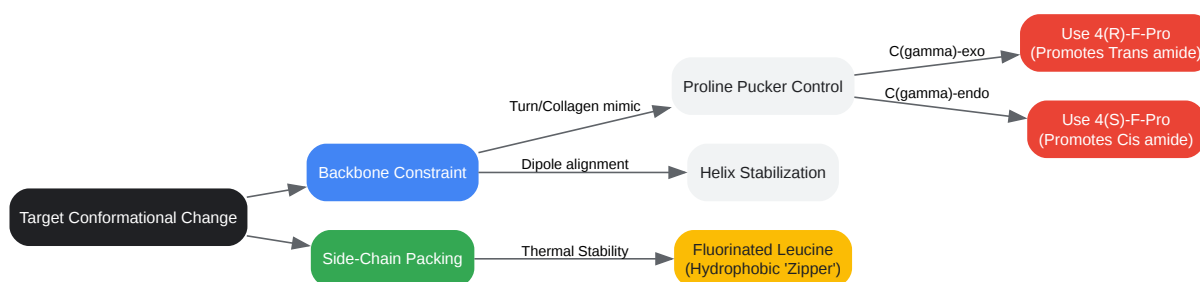 Use 4(R)-F-Pro
(Promotes Trans amide)
C(gamma)-exo
Proline Pucker Control
C(gamma)-endo
Turn/Collagen mimic
Use 4(S)-F-Pro
(Promotes Cis amide)
Dipole alignment
Backbone Constraint
Helix Stabilization
Target Conformational Change
Thermal Stability
Fluorinated Leucine
(Hydrophobic 'Zipper')
Side-Chain Packing